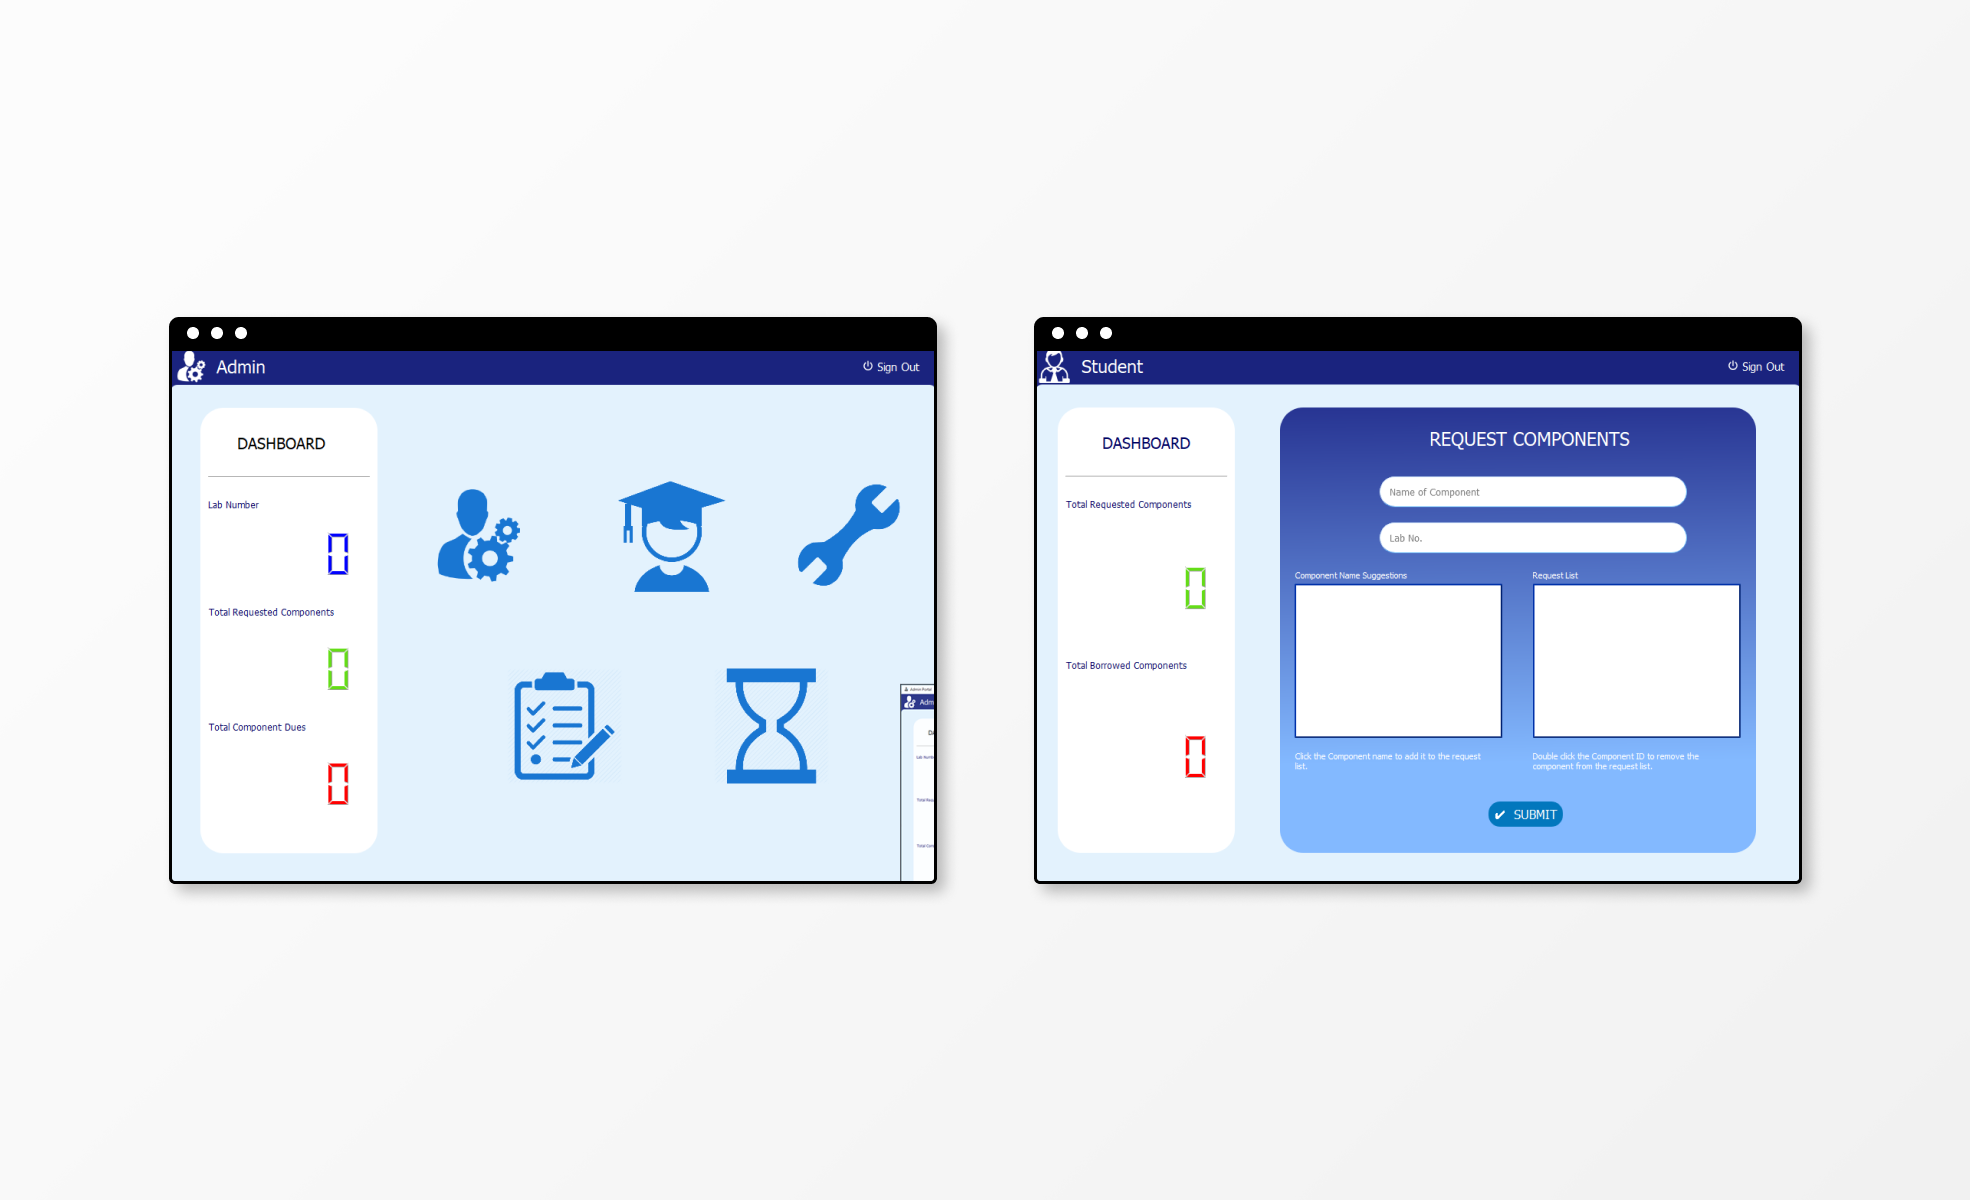 Admin
Sign Out
DASHBOARD
Lab Number
0
Total Requested Components
0
Total Component Dues
0
Admin Portal
Student
Sign Out
DASHBOARD
Total Requested Components
0
Total Borrowed Components
0
REQUEST COMPONENTS
Name of Component
Lab No.
Component Name Suggestions
Request List
Click the Component name to add it to the request
list.
Double click the Component ID to remove the
component from the request list.
SUBMIT